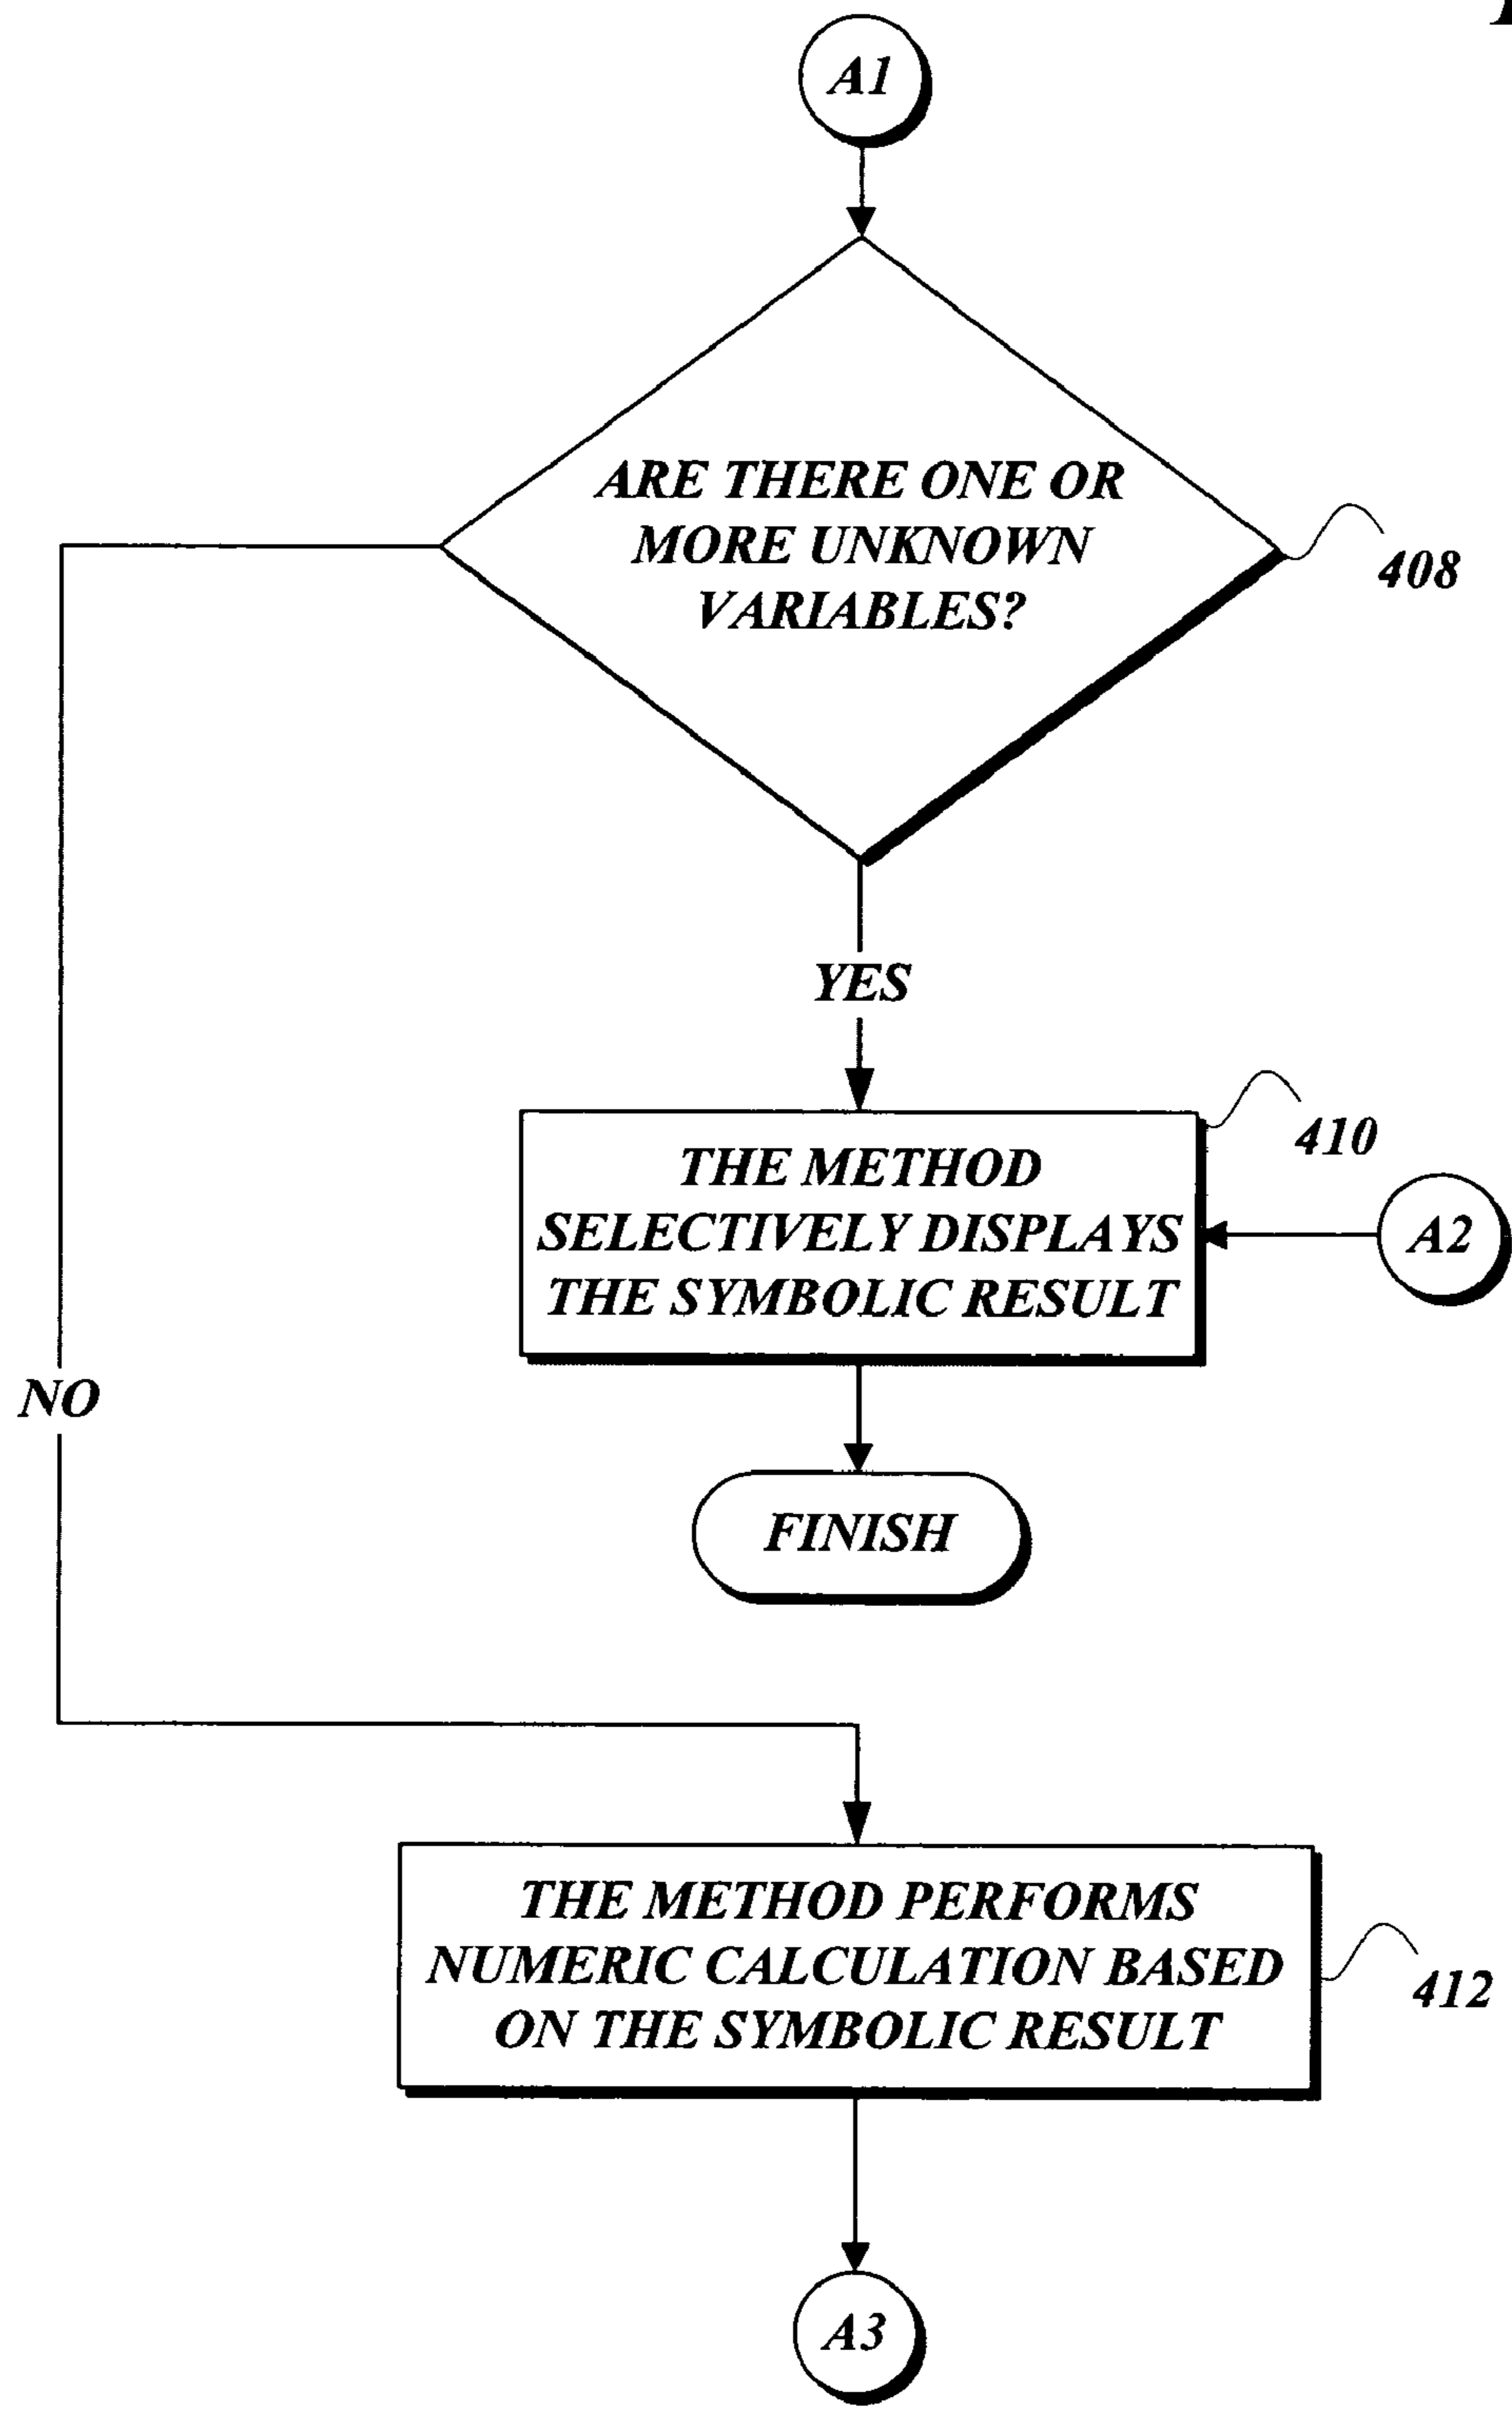 A1
ARE THERE ONE OR
MORE UNKNOWN
VARIABLES?
408
YES
410
THE METHOD
SELECTIVELY DISPLAYS
THE SYMBOLIC RESULT
A2
NO
FINISH
THE METHOD PERFORMS
NUMERIC CALCULATION BASED
ON THE SYMBOLIC RESULT
412
A3